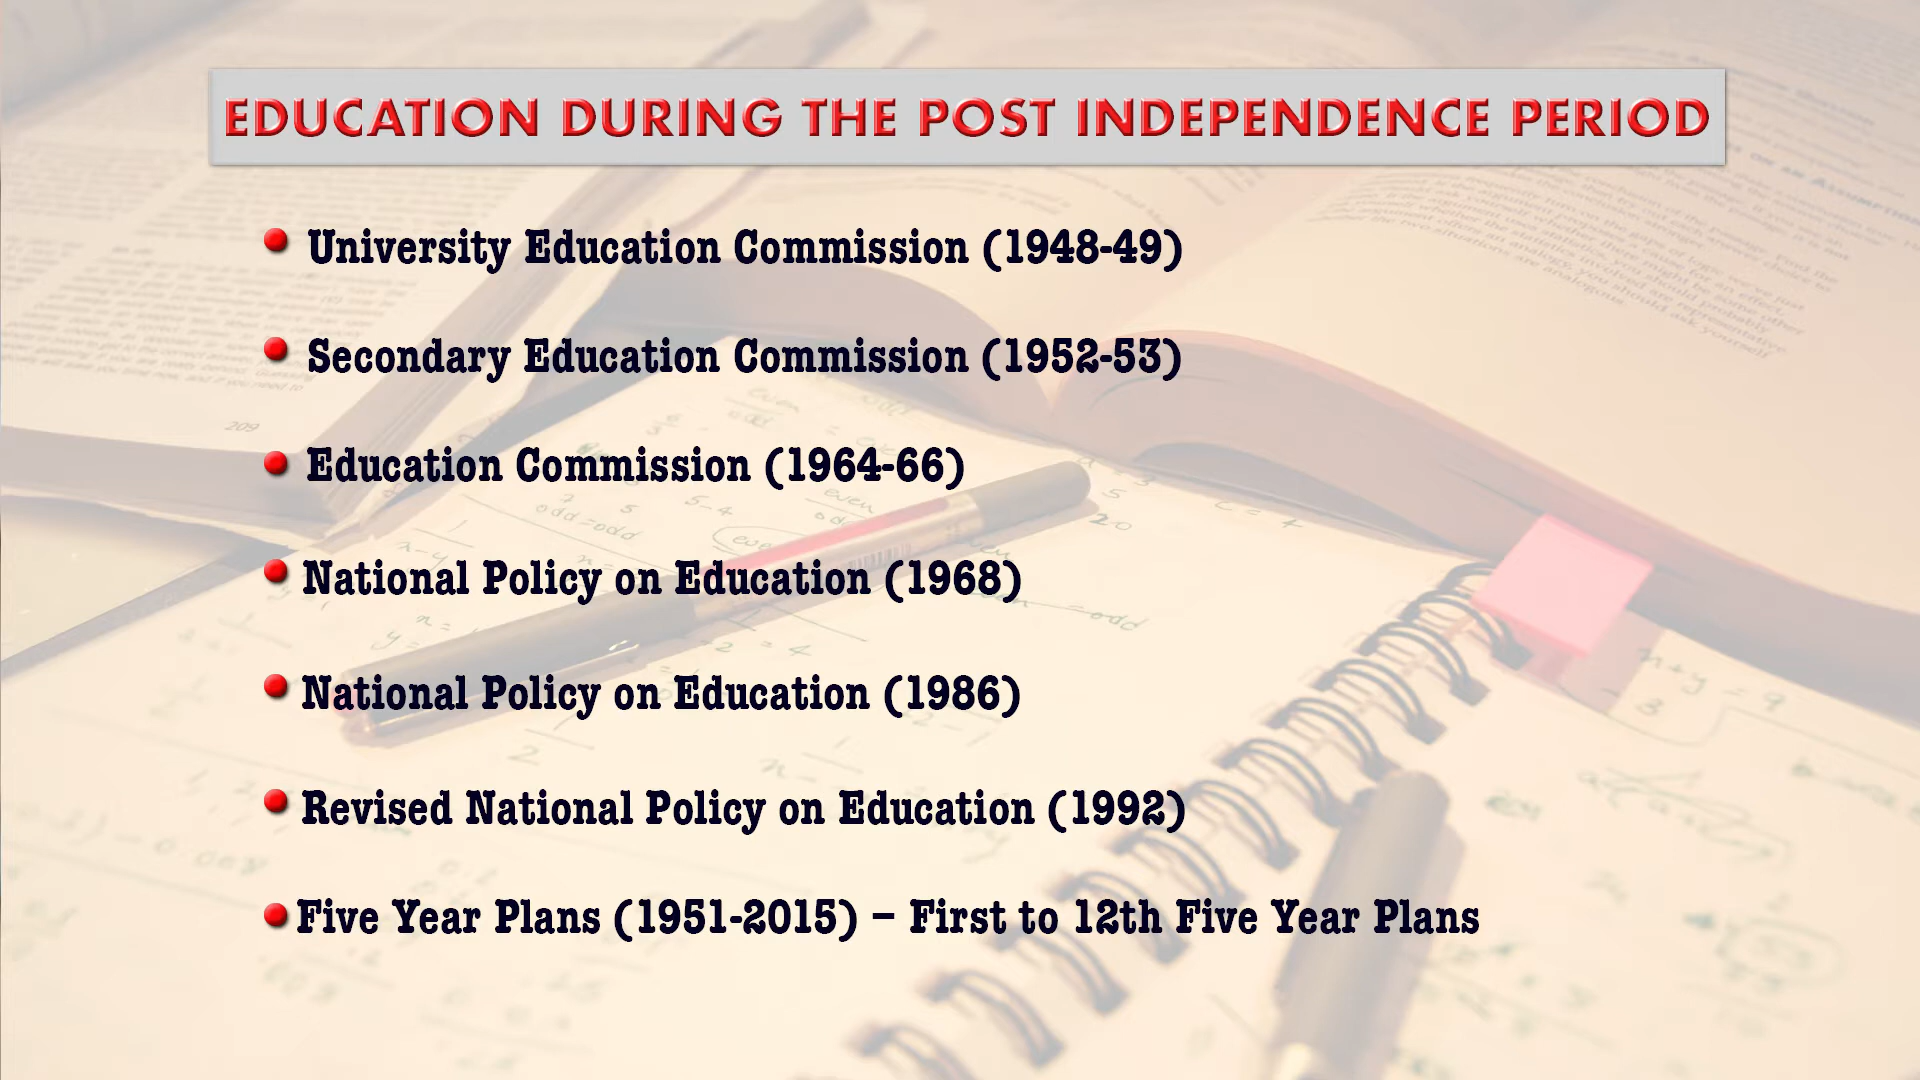 EDUCATION DURING THE POST INDEPENDENCE PERIOD
University Education Commission (1948-49)
Secondary Education Commission (1952-53)
Education Commission (1964-66)
National Policy on Education (1968)
National Policy on Education (1986)
Revised National Policy on Education (1992)
Five Year Plans (1951-2015) – First to 12th Five Year Plans